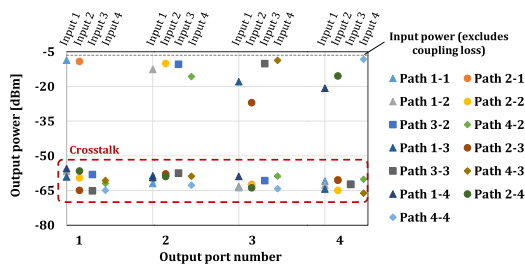 Input 1
Input 2
Input 3
Input 4
Input 1
Input 2
Input 3
Input 4
Input 1
Input 2
Input 3
Input 4
Input 1
Input 2
Input 3
Input 4
Input power (excludes
coupling loss)
Output power [dBm]
-5
-20
-35
-50
-65
-80
Crosstalk
1
2
3
4
Output port number
Path 1-1
Path 2-1
Path 1-2
Path 2-2
Path 3-2
Path 4-2
Path 1-3
Path 2-3
Path 3-3
Path 4-3
Path 1-4
Path 2-4
Path 4-4